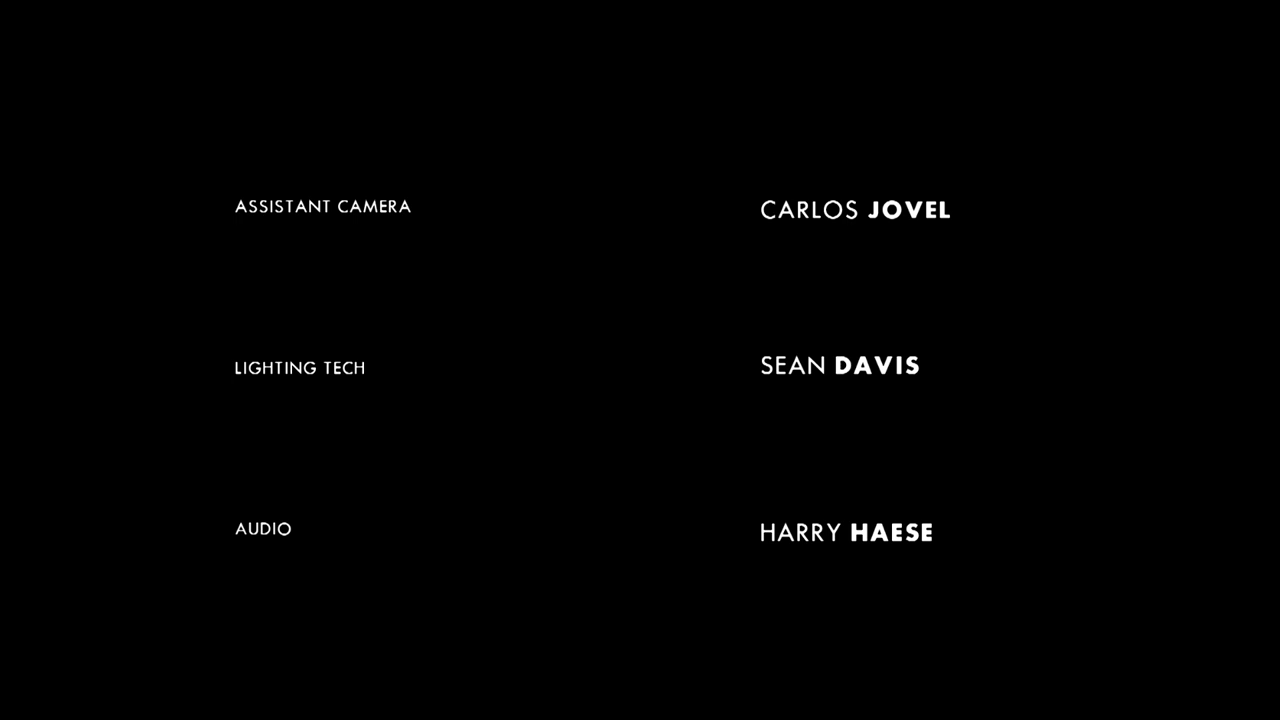 ASSISTANT CAMERA CARLOS JOVEL
LIGHTING TECH SEAN DAVIS
AUDIO HARRY HAESE